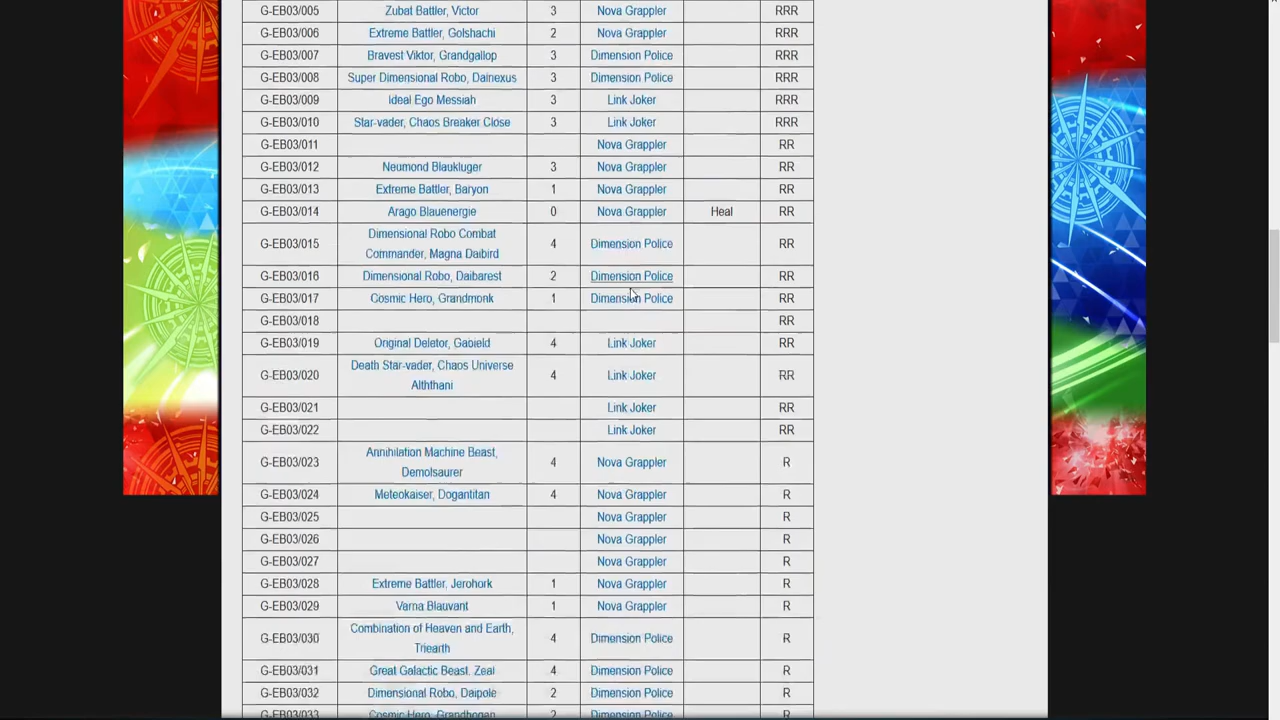 G-EB03/005 Zubat Battler, Victor 3 Nova Grappler RRR
G-EB03/006 Extreme Battler, Golshachi 2 Nova Grappler RRR
G-EB03/007 Bravest Viktor, Grandgallop 3 Dimension Police RRR
G-EB03/008 Super Dimensional Robo, Dainexus 3 Dimension Police RRR
G-EB03/009 Ideal Ego Messiah 3 Link Joker RRR
G-EB03/010 Star-vader, Chaos Breaker Close 3 Link Joker RRR
G-EB03/011 Nova Grappler RR
G-EB03/012 Neumond Blaukluger 3 Nova Grappler RR
G-EB03/013 Extreme Battler, Baryon 1 Nova Grappler RR
G-EB03/014 Arago Blauenergie 0 Nova Grappler Heal RR
Dimensional Robo Combat
G-EB03/015 4 Dimension Police RR
Commander, Magna Daibird
G-EB03/016 Dimensional Robo, Daibarest 2 Dimension Police RR
G-EB03/017 Cosmic Hero, Grandmonk 1 Dimension Police RR
G-EB03/018 RR
G-EB03/019 Original Deletor, Gabield 4 Link Joker RR
Death Star-vader, Chaos Universe
G-EB03/020 4 Link Joker RR
Alththani
G-EB03/021 Link Joker RR
G-EB03/022 Link Joker RR
Annihilation Machine Beast,
G-EB03/023 4 Nova Grappler R
Demolsaurer
G-EB03/024 Meteokaiser, Dogantitan 4 Nova Grappler R
G-EB03/025 Nova Grappler R
G-EB03/026 Nova Grappler R
G-EB03/027 Nova Grappler R
G-EB03/028 Extreme Battler, Jerohork 1 Nova Grappler R
G-EB03/029 Varna Blauvant 1 Nova Grappler R
Combination of Heaven and Earth,
G-EB03/030 4 Dimension Police R
Triearth
G-EB03/031 Great Galactic Beast, Zeal 4 Dimension Police R
G-EB03/032 Dimensional Robo, Daipole 2 Dimension Police R
G-EB03/033 Cosmic Hero, Grandhogen 2 Dimension Police R